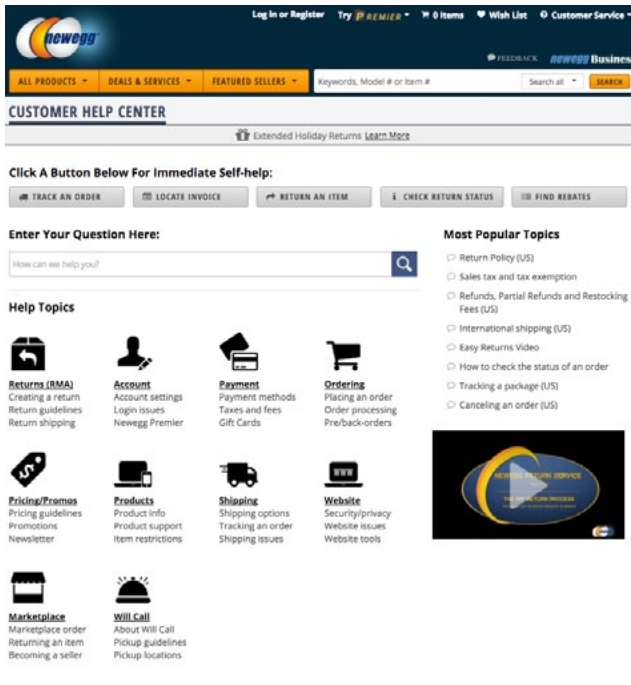 Log in or Register Try PREMIER 0 Items Wish List Customer Service
newegg
FEEDBACK newegg Busines
ALL PRODUCTS DEALS & SERVICES FEATURED SELLERS Keywords, Model # or Item # Search all SEARCH
CUSTOMER HELP CENTER
Extended Holiday Returns Learn More
Click A Button Below For Immediate Self-help:
TRACK AN ORDER LOCATE INVOICE RETURN AN ITEM CHECK RETURN STATUS FIND REBATES
Enter Your Question Here:
How can we help you?
Help Topics
Returns (RMA)
Creating a return
Return guidelines
Return shipping
Account
Account settings
Login issues
Newegg Premier
Payment
Payment methods
Taxes and fees
Gift Cards
Ordering
Placing an order
Order processing
Pre/back-orders
Pricing/Promos
Pricing guidelines
Promotions
Newsletter
Products
Product info
Product support
Item restrictions
Shipping
Shipping options
Tracking an order
Shipping issues
WWW
Website
Security/privacy
Website issues
Website tools
Marketplace
Marketplace order
Returning an item
Becoming a seller
Will Call
About Will Call
Pickup guidelines
Pickup locations
Most Popular Topics
Return Policy (US)
Sales tax and tax exemption
Refunds, Partial Refunds and Restocking
Fees (US)
International shipping (US)
Easy Returns Video
How to check the status of an order
Tracking a package (US)
Canceling an order (US)
NEWEGG RETURN SERVICE
RETURN PROCESS